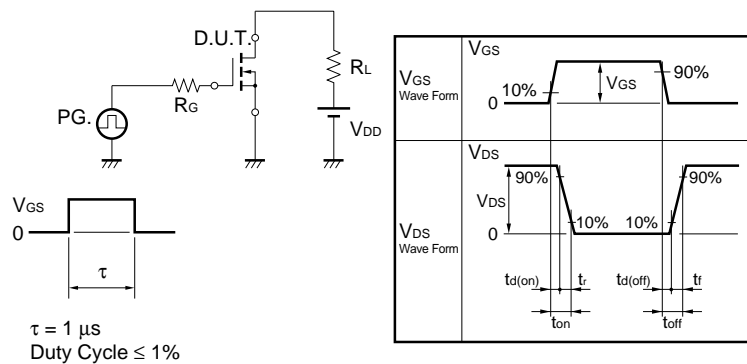 D.U.T.
RL
RG
PG.
VDD
VGS
0
τ
τ = 1 μs
Duty Cycle ≤ 1%
VGS
Wave Form
VGS
10%
VGS
90%
0
VDS
Wave Form
VDS
90%
90%
VDS
10%
10%
0
td(on)
tr
td(off)
tf
ton
toff